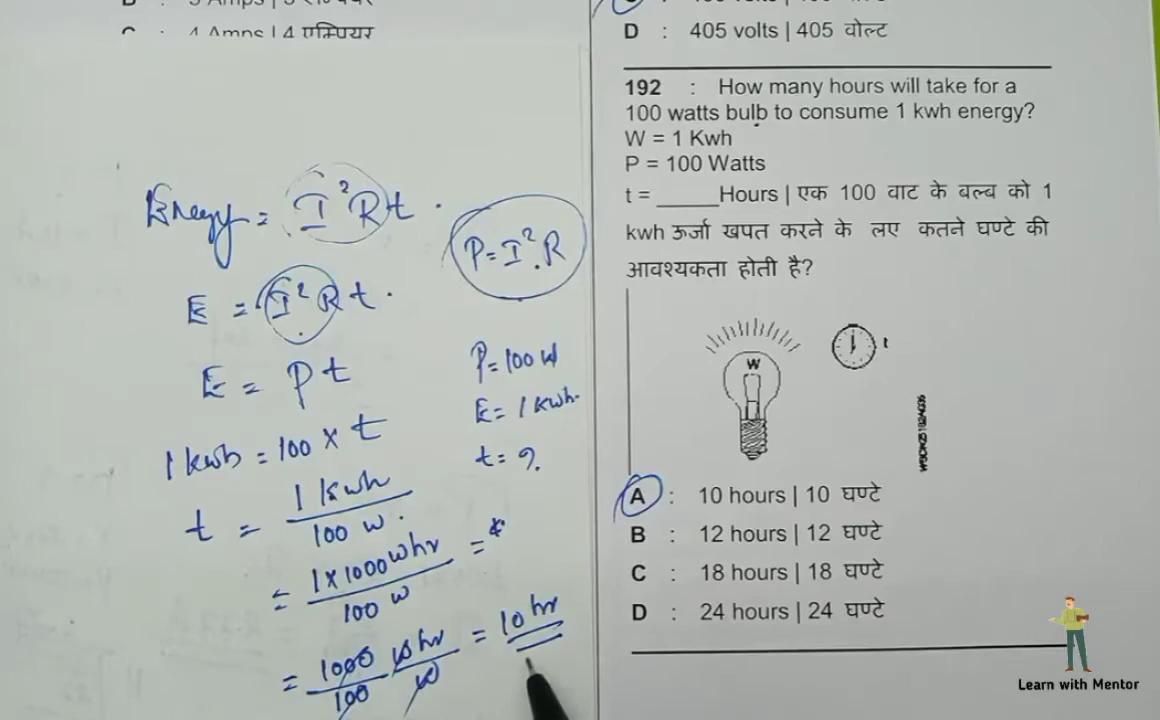 4 Amps | 4 एम्पियर
Energy = I²Rt.
P=I².R
E = I²Rt.
E = Pt
P=100 W
E= 1 Kwh.
t= ?.
1 kwh = 100 × t
t = 1 Kwh / 100 w.
= 1×1000 whr / 100 w =
= 1000 whr / 100 w = 10 hr
D : 405 volts | 405 वोल्ट
192 : How many hours will take for a
100 watts bulb to consume 1 kwh energy?
W = 1 Kwh
P = 100 Watts
t = _____Hours | एक 100 वाट के बल्ब को 1
kwh ऊर्जा खपत करने के लए कतने घण्टे की
आवश्यकता होती है?
W
t
A : 10 hours | 10 घण्टे
B : 12 hours | 12 घण्टे
C : 18 hours | 18 घण्टे
D : 24 hours | 24 घण्टे
Learn with Mentor